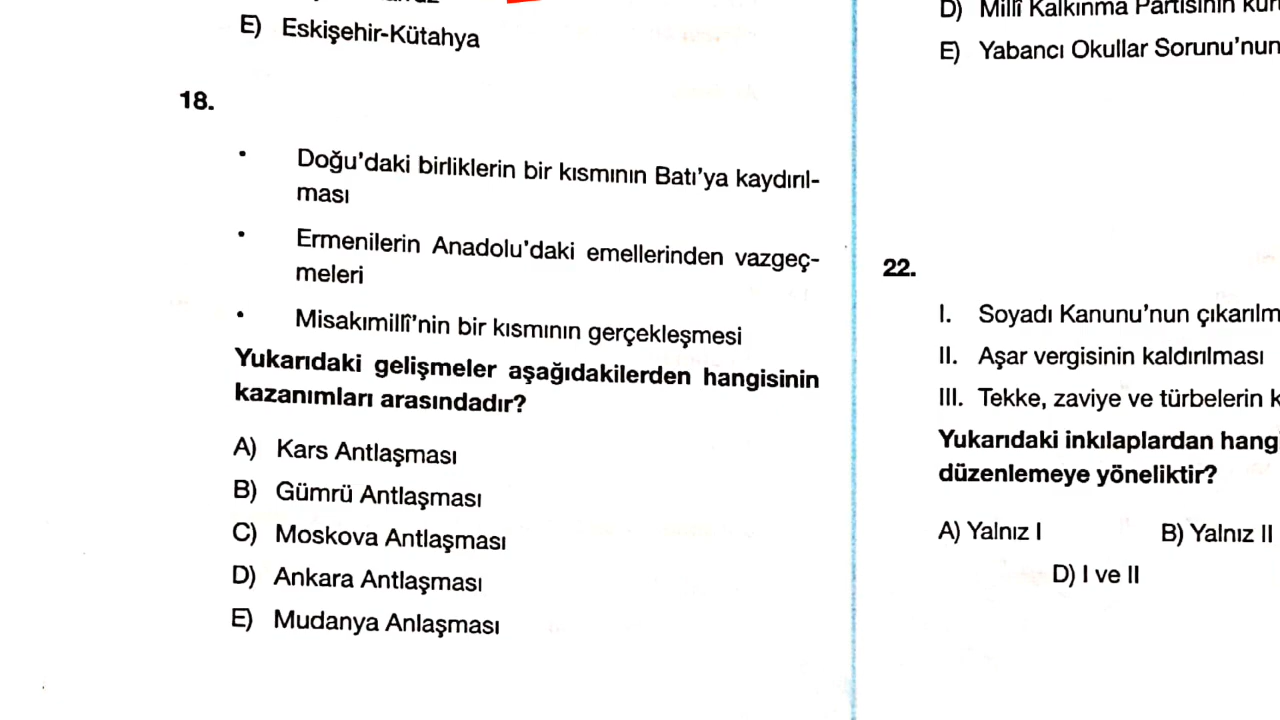 E) Eskişehir-Kütahya
18.
• Doğu'daki birliklerin bir kısmının Batı'ya kaydırıl-
ması
• Ermenilerin Anadolu'daki emellerinden vazgeç-
meleri
• Misakımillî'nin bir kısmının gerçekleşmesi
Yukarıdaki gelişmeler aşağıdakilerden hangisinin
kazanımları arasındadır?
A) Kars Antlaşması
B) Gümrü Antlaşması
C) Moskova Antlaşması
D) Ankara Antlaşması
E) Mudanya Anlaşması
D) Millî Kalkınma Partisinin
E) Yabancı Okullar Sorunu'nun
22.
I. Soyadı Kanunu'nun
II. Aşar vergisinin kaldırılması
III. Tekke, zaviye ve türbelerin
Yukarıdaki inkılaplardan
düzenlemeye yöneliktir?
A) Yalnız I B) Yalnız II
D) I ve II